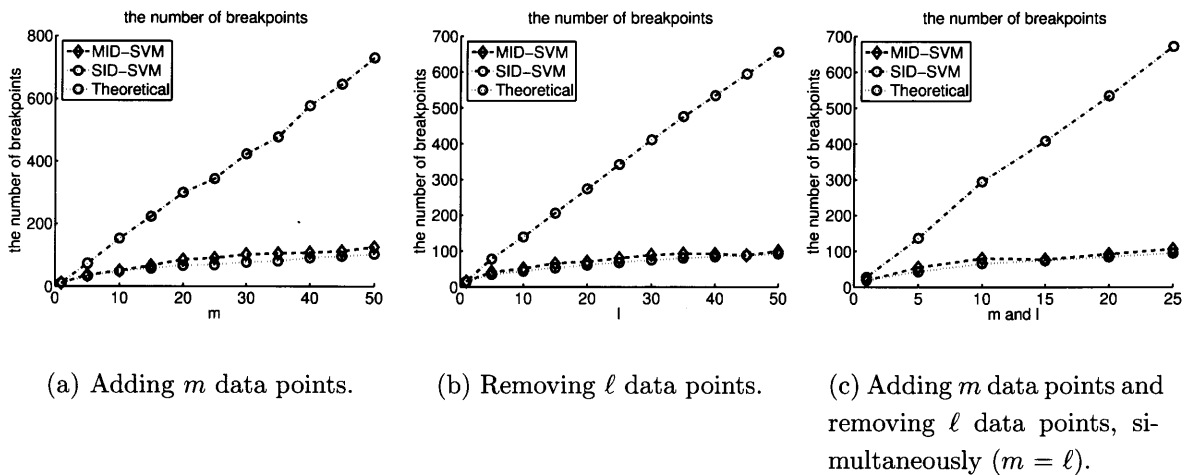 the number of breakpoints
800
600
400
200
0
the number of breakpoints
MID-SVM
SID-SVM
Theoretical
0
10
20
30
40
50
m
(a) Adding m data points.
the number of breakpoints
700
600
500
400
300
200
100
0
the number of breakpoints
MID-SVM
SID-SVM
Theoretical
0
10
20
30
40
50
l
(b) Removing ℓ data points.
the number of breakpoints
700
600
500
400
300
200
100
0
the number of breakpoints
MID-SVM
SID-SVM
Theoretical
0
5
10
15
20
25
m and l
(c) Adding m data points and
removing ℓ data points, si-
multaneously (m = ℓ).